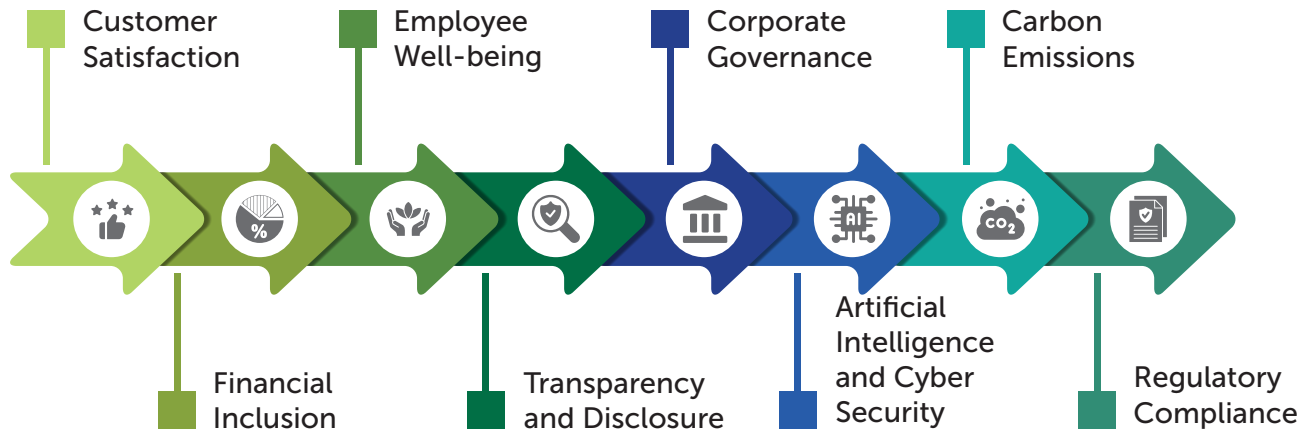 Customer
Satisfaction
Financial
Inclusion
%
Employee
Well-being
Transparency
and Disclosure
Corporate
Governance
Artificial
Intelligence
and Cyber
Security
AI
Carbon
Emissions
CO2
Regulatory
Compliance